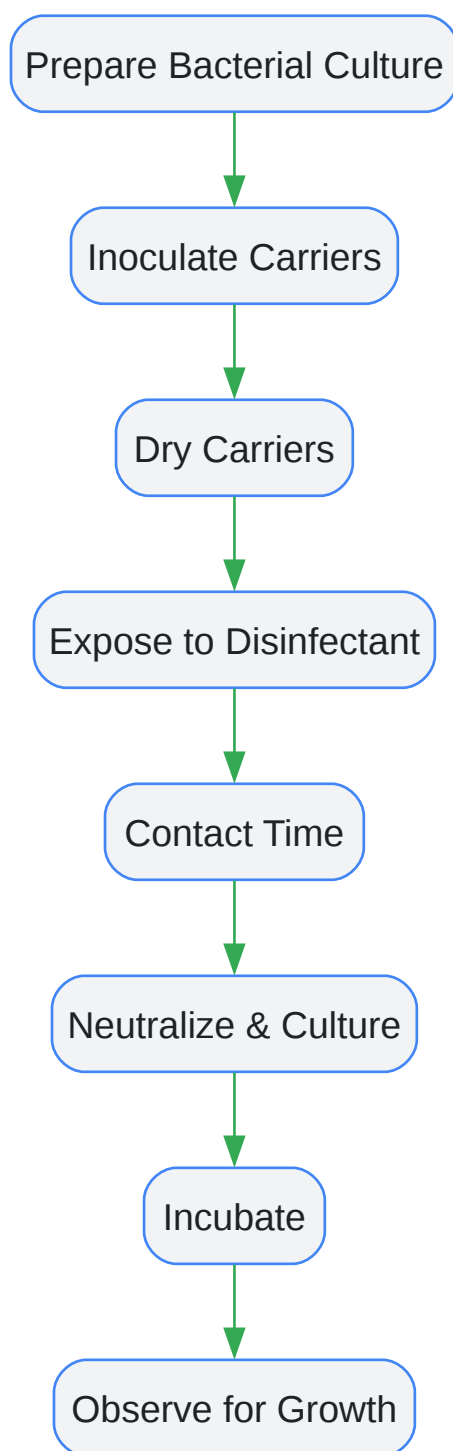 Prepare Bacterial Culture
Inoculate Carriers
Dry Carriers
Expose to Disinfectant
Contact Time
Neutralize & Culture
Incubate
Observe for Growth